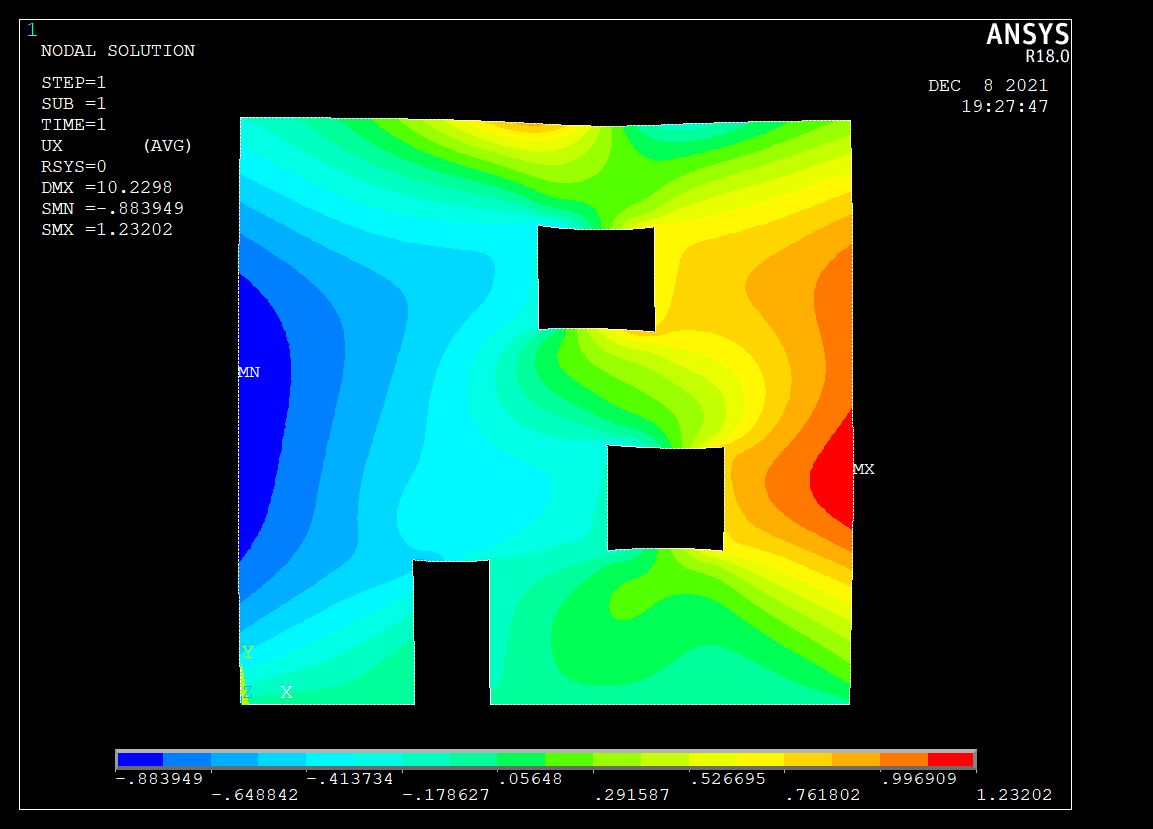 1
ANSYS
R18.0
NODAL SOLUTION
STEP=1
SUB =1
TIME=1
UX (AVG)
RSYS=0
DMX =10.2298
SMN =-.883949
SMX =1.23202
DEC 8 2021
19:27:47
MN
MX
Y
Z X
-.883949 -.413734 .05648 .526695 .996909
-.648842 -.178627 .291587 .761802 1.23202